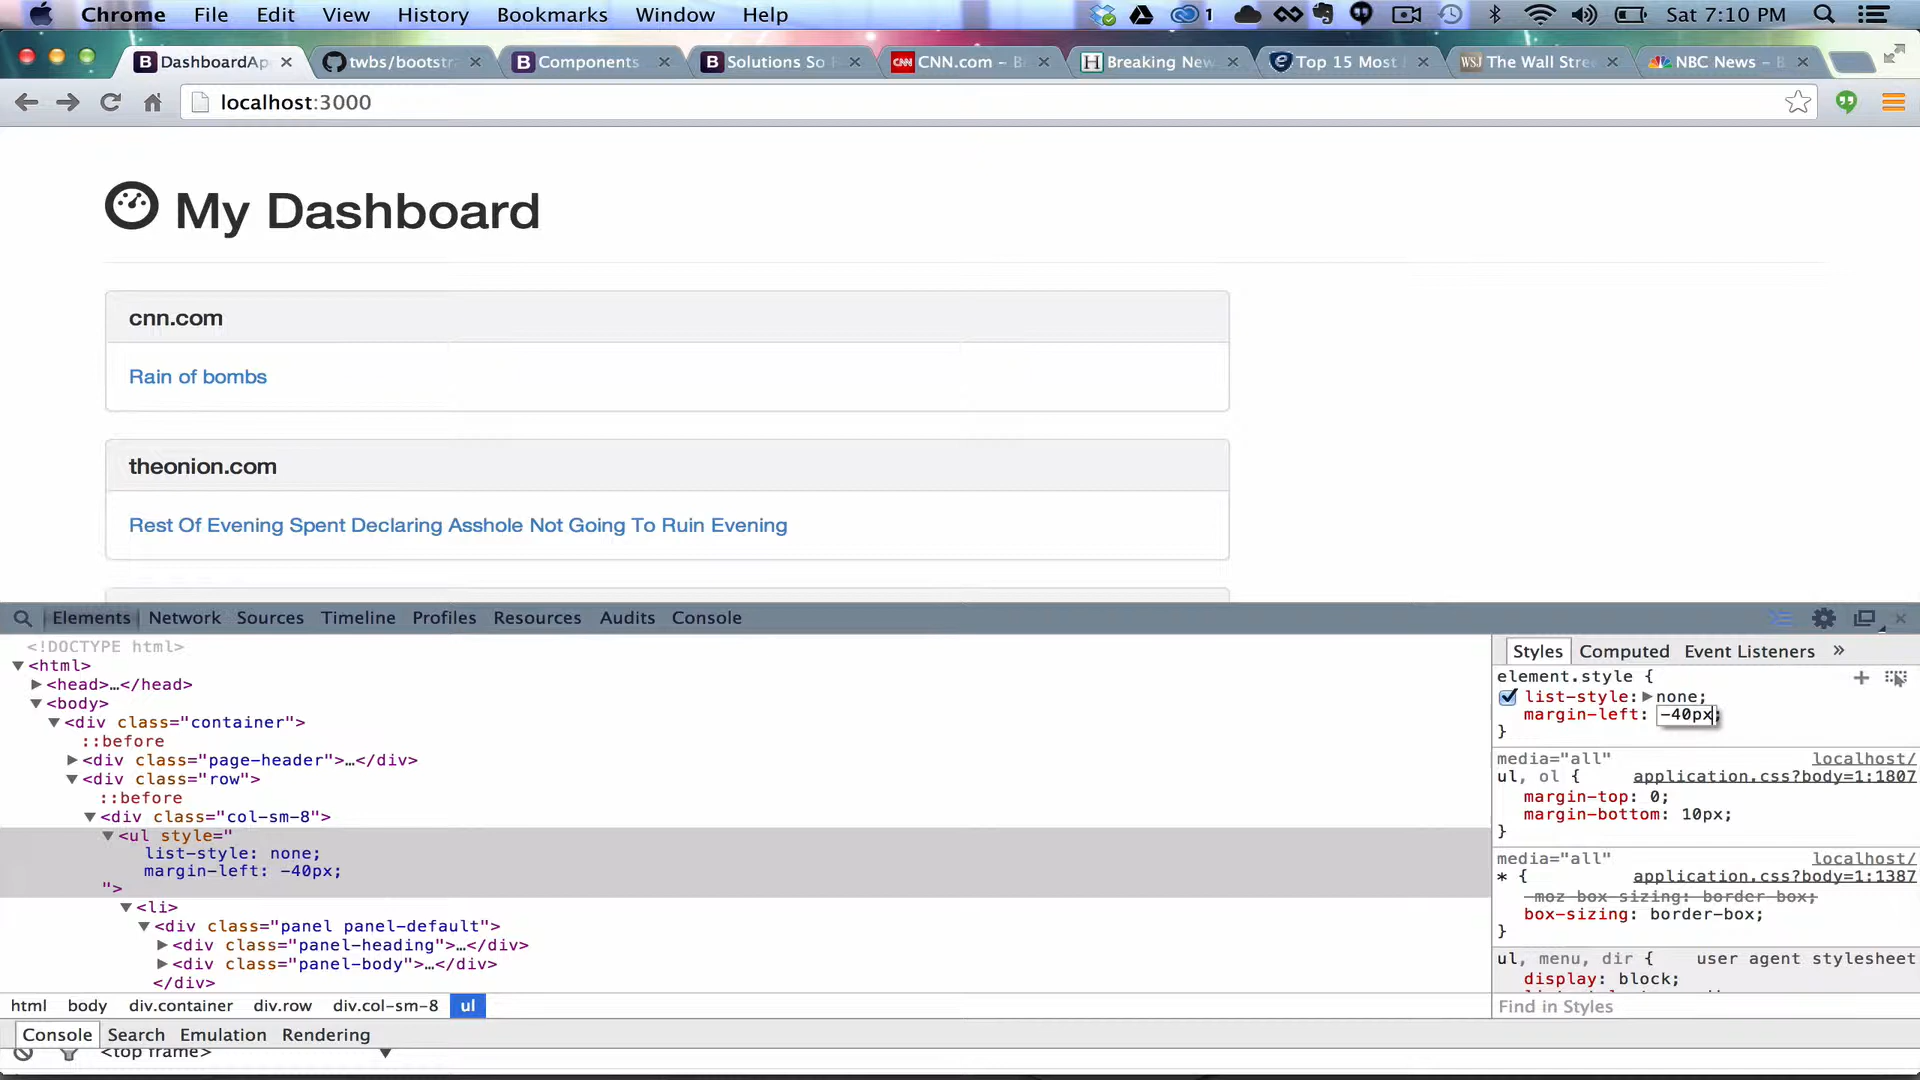 Chrome File Edit View History Bookmarks Window Help 1 Sat 7:10 PM
DashboardAp twbs/bootstr Components Solutions So CNN.com – B Breaking New Top 15 Most The Wall Stre NBC News – B
localhost:3000
My Dashboard
cnn.com
Rain of bombs
theonion.com
Rest Of Evening Spent Declaring Asshole Not Going To Ruin Evening
Elements Network Sources Timeline Profiles Resources Audits Console
<!DOCTYPE html>
<html>
<head>…</head>
<body>
<div class="container">
::before
<div class="page-header">…</div>
<div class="row">
::before
<div class="col-sm-8">
<ul style="
list-style: none;
margin-left: -40px;
">
<li>
<div class="panel panel-default">
<div class="panel-heading">…</div>
<div class="panel-body">…</div>
</div>
html body div.container div.row div.col-sm-8 ul
Console Search Emulation Rendering
<top frame>
Styles Computed Event Listeners »
element.style {
list-style: none;
margin-left: -40px;
}
media="all" localhost/
ul, ol { application.css?body=1:1807
margin-top: 0;
margin-bottom: 10px;
}
media="all" localhost/
* { application.css?body=1:1387
-moz-box-sizing: border-box;
box-sizing: border-box;
}
ul, menu, dir { user agent stylesheet
display: block;
Find in Styles